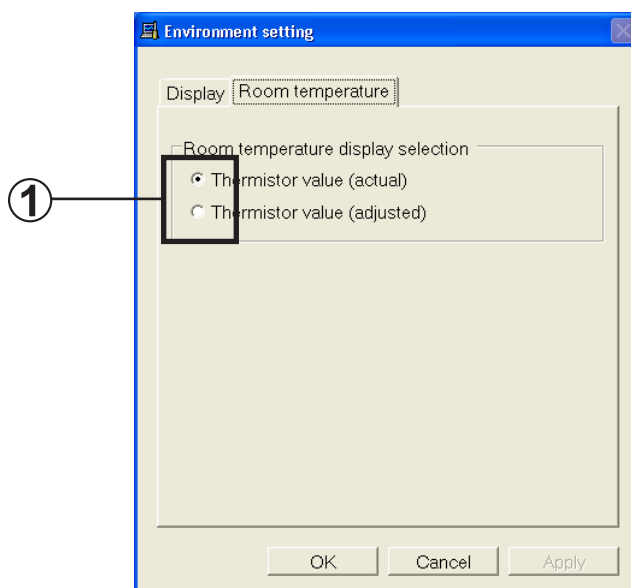 Environment setting
Display Room temperature
Room temperature display selection
Thermistor value (actual)
1
Thermistor value (adjusted)
OK Cancel Apply